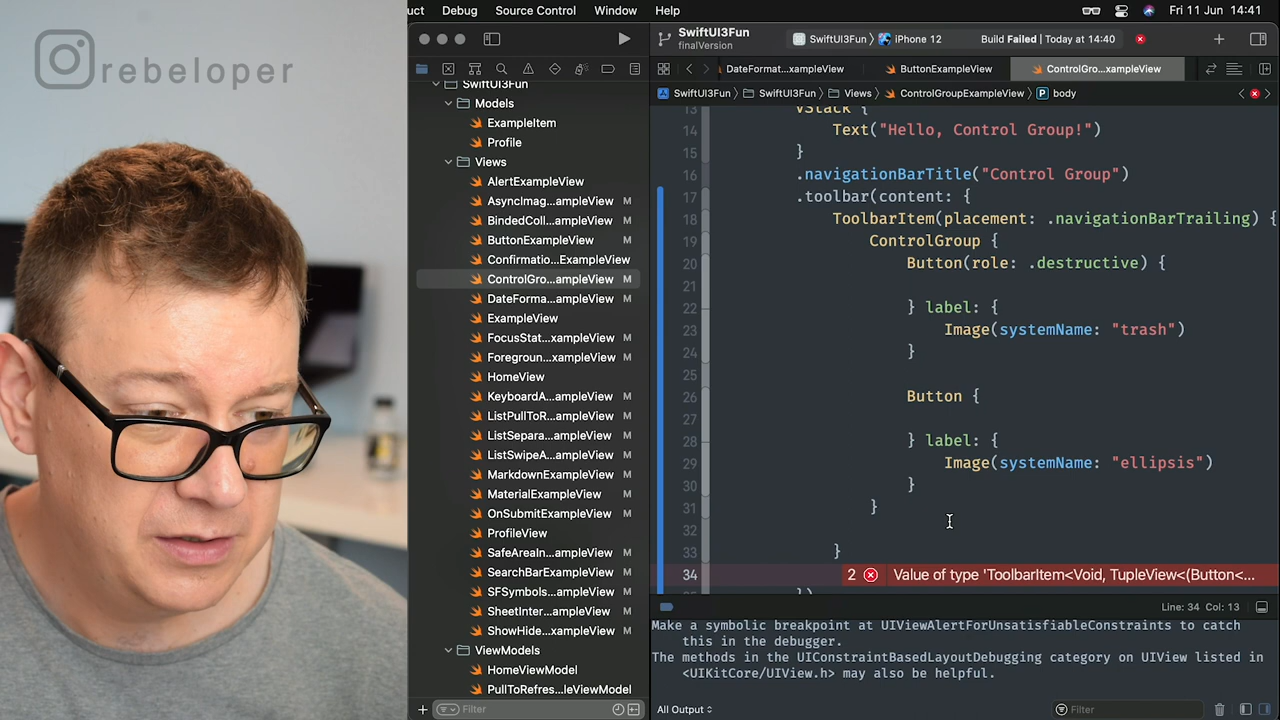 rebeloper
uct Debug Source Control Window Help Fri 11 Jun 14:41
SwiftUI3Fun
finalVersion
SwiftUI3Fun iPhone 12 Build Failed | Today at 14:40
DateFormat...xampleView ButtonExampleView ControlGro...xampleView
SwiftUI3Fun SwiftUI3Fun Views ControlGroupExampleView P body
SwiftUI3Fun
Models
ExampleItem
Profile
Views
AlertExampleView
AsyncImag...ampleView M
BindedColl...ampleView M
ButtonExampleView M
Confirmatio...ExampleView
ControlGro...ampleView M
DateForma...ampleView M
ExampleView
FocusStat...xampleView M
Foregroun...xampleView M
HomeView
KeyboardA...ampleView M
ListPullToR...ampleView M
ListSepara...ampleView M
ListSwipeA...ampleView M
MarkdownExampleView M
MaterialExampleView M
OnSubmitExampleView M
ProfileView
SafeAreaIn...ampleView M
SearchBarExampleView M
SFSymbols...ampleView M
SheetInter...ampleView M
ShowHide...xampleView M
ViewModels
HomeViewModel M
PullToRefres...leViewModel
Filter
13 VStack {
14 Text("Hello, Control Group!")
15 }
16 .navigationBarTitle("Control Group")
17 .toolbar(content: {
18 ToolbarItem(placement: .navigationBarTrailing) {
19 ControlGroup {
20 Button(role: .destructive) {
21
22 } label: {
23 Image(systemName: "trash")
24 }
25
26 Button {
27
28 } label: {
29 Image(systemName: "ellipsis")
30 }
31 }
32
33 }
34 2 Value of type 'ToolbarItem<Void, TupleView<(Button<...
})
Line: 34 Col: 13
Make a symbolic breakpoint at UIViewAlertForUnsatisfiableConstraints to catch
this in the debugger.
The methods in the UIConstraintBasedLayoutDebugging category on UIView listed in
<UIKitCore/UIView.h> may also be helpful.
All Output Filter